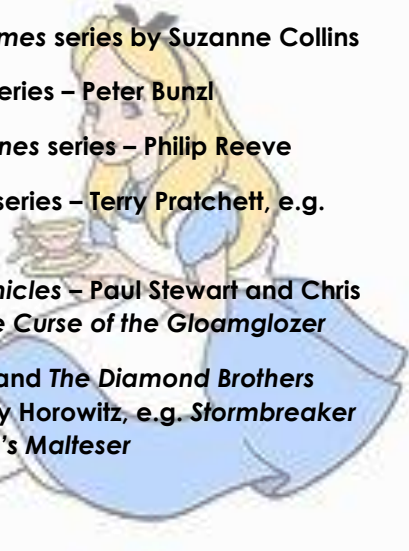 mes series by Suzanne Collins
eries – Peter Bunzl
nes series – Philip Reeve
series – Terry Pratchett, e.g.
nicles – Paul Stewart and Chris
e Curse of the Gloamglozer
and The Diamond Brothers
y Horowitz, e.g. Stormbreaker
's Malteser